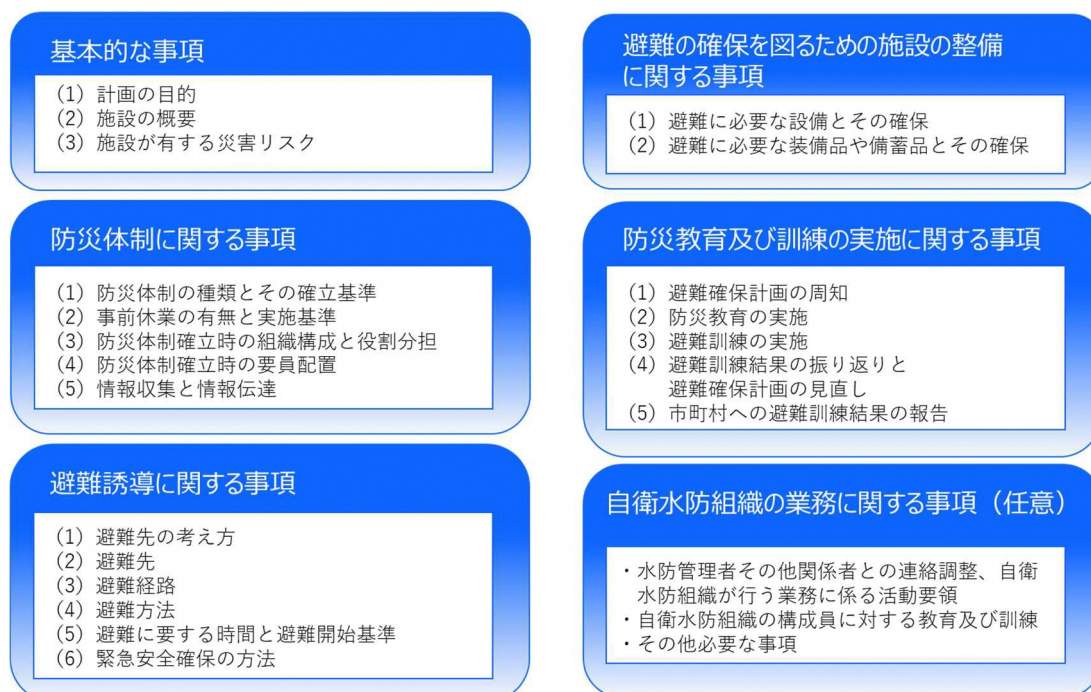 基本的な事項
(1) 計画の目的
(2) 施設の概要
(3) 施設が有する災害リスク
防災体制に関する事項
(1) 防災体制の種類とその確立基準
(2) 事前休業の有無と実施基準
(3) 防災体制確立時の組織構成と役割分担
(4) 防災体制確立時の要員配置
(5) 情報収集と情報伝達
避難誘導に関する事項
(1) 避難先の考え方
(2) 避難先
(3) 避難経路
(4) 避難方法
(5) 避難に要する時間と避難開始基準
(6) 緊急安全確保の方法
避難の確保を図るための施設の整備
に関する事項
(1) 避難に必要な設備とその確保
(2) 避難に必要な装備品や備蓄品とその確保
防災教育及び訓練の実施に関する事項
(1) 避難確保計画の周知
(2) 防災教育の実施
(3) 避難訓練の実施
(4) 避難訓練結果の振り返りと
避難確保計画の見直し
(5) 市町村への避難訓練結果の報告
自衛水防組織の業務に関する事項（任意）
・水防管理者その他関係者との連絡調整、自衛
水防組織が行う業務に係る活動要領
・自衛水防組織の構成員に対する教育及び訓練
・その他必要な事項